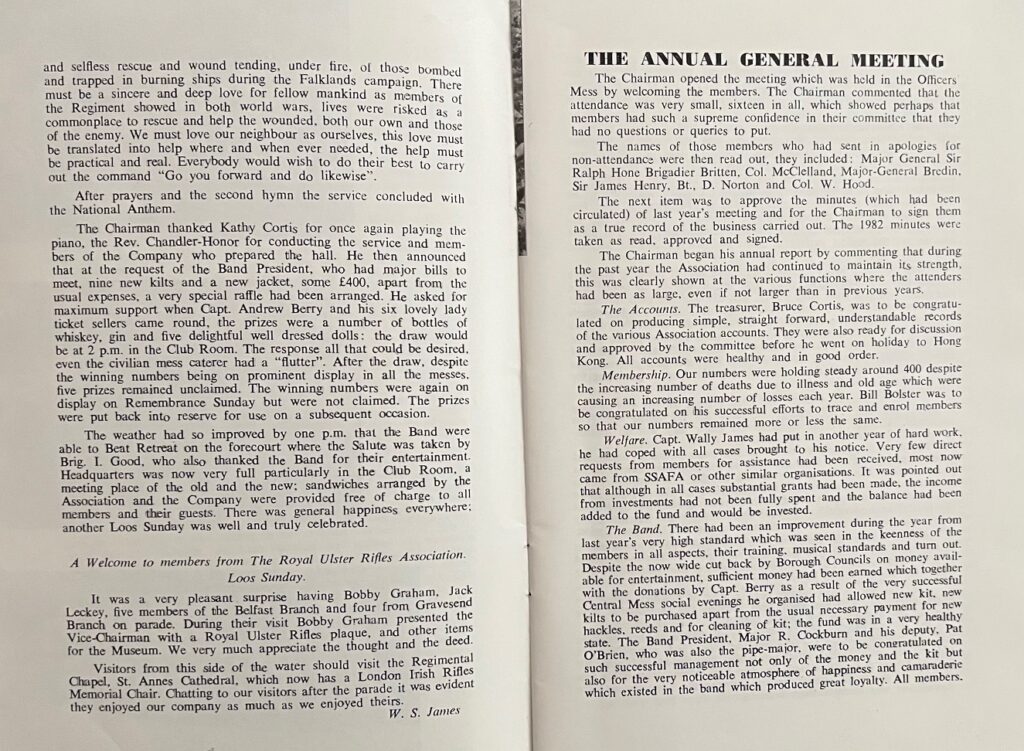 and selfless rescue and wound tending, under fire, of those bombed
and trapped in burning ships during the Falklands campaign. There
must be a sincere and deep love for fellow mankind as members of
the Regiment showed in both world wars, lives were risked as a
commonplace to rescue and help the wounded, both our own and those
of the enemy. We must love our neighbour as ourselves, this love must
be translated into help where and when ever needed, the help must
be practical and real. Everybody would wish to do their best to carry
out the command “Go you forward and do likewise”.
After prayers and the second hymn the service concluded with
the National Anthem.
The Chairman thanked Kathy Cortis for once again playing the
piano, the Rev. Chandler-Honor for conducting the service and mem-
bers of the Company who prepared the hall. He then announced
that at the request of the Band President, who had major bills to
meet, nine new kilts and a new jacket, some £400, apart from the
usual expenses, a very special raffle had been arranged. He asked for
maximum support when Capt. Andrew Berry and his six lovely lady
ticket sellers came round, the prizes were a number of bottles of
whiskey, gin and five delightful well dressed dolls: the draw would
be at 2 p.m. in the Club Room. The response all that could be desired,
even the civilian mess caterer had a “flutter”. After the draw, despite
the winning numbers being on prominent display in all the messes,
five prizes remained unclaimed. The winning numbers were again on
display on Remembrance Sunday but were not claimed. The prizes
were put back into reserve for use on a subsequent occasion.
The weather had so improved by one p.m. that the Band were
able to Beat Retreat on the forecourt where the Salute was taken by
Brig. I. Good, who also thanked the Band for their entertainment.
Headquarters was now very full particularly in the Club Room, a
meeting place of the old and the new; sandwiches arranged by the
Association and the Company were provided free of charge to all
members and their guests. There was general happiness everywhere:
another Loos Sunday was well and truly celebrated.
A Welcome to members from The Royal Ulster Rifles Association.
Loos Sunday.
It was a very pleasant surprise having Bobby Graham, Jack
Leckey, five members of the Belfast Branch and four from Gravesend
Branch on parade. During their visit Bobby Graham presented the
Vice-Chairman with a Royal Ulster Rifles plaque, and other items
for the Museum. We very much appreciate the thought and the deed.
Visitors from this side of the water should visit the Regimental
Chapel, St. Annes Cathedral, which now has a London Irish Rifles
Memorial Chair. Chatting to our visitors after the parade it was evident
they enjoyed our company as much as we enjoyed theirs.
W. S. James
THE ANNUAL GENERAL MEETING
The Chairman opened the meeting which was held in the Officers'
Mess by welcoming the members. The Chairman commented that the
attendance was very small, sixteen in all, which showed perhaps that
members had such a supreme confidence in their committee that they
had no questions or queries to put.
The names of those members who had sent in apologies for
non-attendance were then read out, they included: Major General Sir
Ralph Hone Brigadier Britten, Col. McClelland, Major-General Bredin,
Sir James Henry, Bt., D. Norton and Col. W. Hood.
The next item was to approve the minutes (which had been
circulated) of last year's meeting and for the Chairman to sign them
as a true record of the business carried out. The 1982 minutes were
taken as read, approved and signed.
The Chairman began his annual report by commenting that during
the past year the Association had continued to maintain its strength,
this was clearly shown at the various functions where the attenders
had been as large, even if not larger than in previous years.
The Accounts. The treasurer, Bruce Cortis, was to be congratu-
lated on producing simple, straight forward, understandable records
of the various Association accounts. They were also ready for discussion
and approved by the committee before he went on holiday to Hong
Kong. All accounts were healthy and in good order.
Membership. Our numbers were holding steady around 400 despite
the increasing number of deaths due to illness and old age which were
causing an increasing number of losses each year. Bill Bolster was to
be congratulated on his successful efforts to trace and enrol members
so that our numbers remained more or less the same.
Welfare. Capt. Wally James had put in another year of hard work,
he had coped with all cases brought to his notice. Very few direct
requests from members for assistance had been received, most now
came from SSAFA or other similar organisations. It was pointed out
that although in all cases substantial grants had been made, the income
from investments had not been fully spent and the balance had been
added to the fund and would be invested.
The Band. There had been an improvement during the year from
last year's very high standard which was seen in the keenness of the
members in all aspects, their training, musical standards and turn out.
Despite the now wide cut back by Borough Councils on money avail-
able for entertainment, sufficient money had been earned which together
with the donations by Capt. Berry as a result of the very successful
Central Mess social evenings he organised had allowed new kit, new
kilts to be purchased apart from the usual necessary payment for new
hackles, reeds and for cleaning of kit; the fund was in a very healthy
state. The Band President, Major R. Cockburn and his deputy, Pat
O'Brien, who was also the pipe-major, were to be congratulated on
such successful management not only of the money and the kit but
also for the very noticeable atmosphere of happiness and camaraderie
which existed in the band which produced great loyalty. All members,